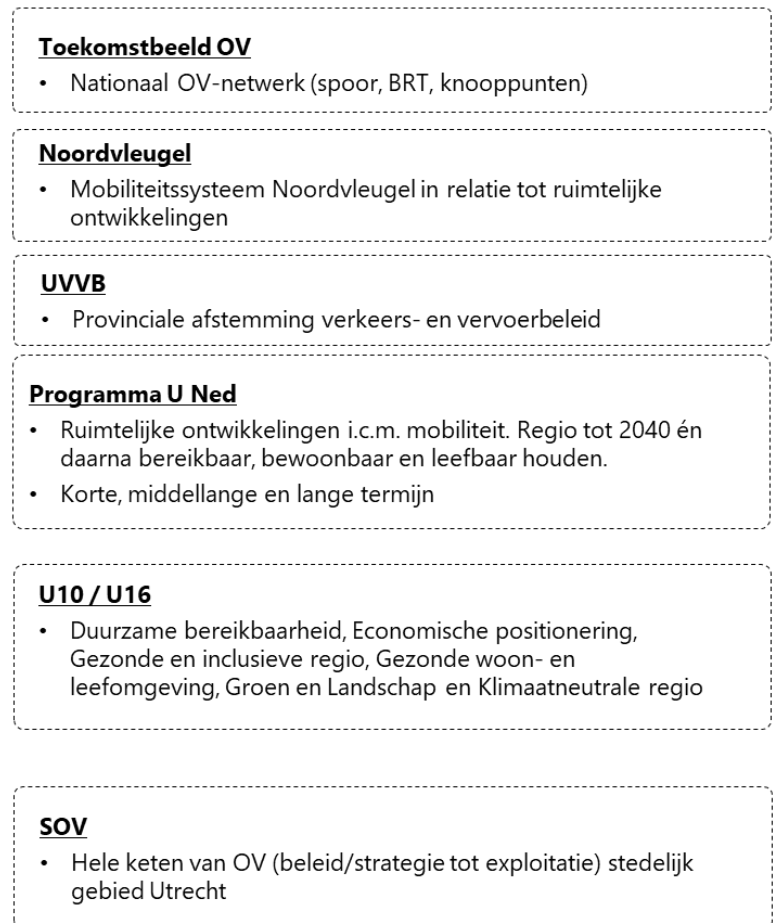 Toekomstbeeld OV
• Nationaal OV-netwerk (spoor, BRT, knooppunten)
Noordvleugel
• Mobiliteitssysteem Noordvleugel in relatie tot ruimtelijke
ontwikkelingen
UVVB
• Provinciale afstemming verkeers- en vervoerbeleid
Programma U Ned
• Ruimtelijke ontwikkelingen i.c.m. mobiliteit. Regio tot 2040 én
daarna bereikbaar, bewoonbaar en leefbaar houden.
• Korte, middellange en lange termijn
U10 / U16
• Duurzame bereikbaarheid, Economische positionering,
Gezonde en inclusieve regio, Gezonde woon- en
leefomgeving, Groen en Landschap en Klimaatneutrale regio
SOV
• Hele keten van OV (beleid/strategie tot exploitatie) stedelijk
gebied Utrecht